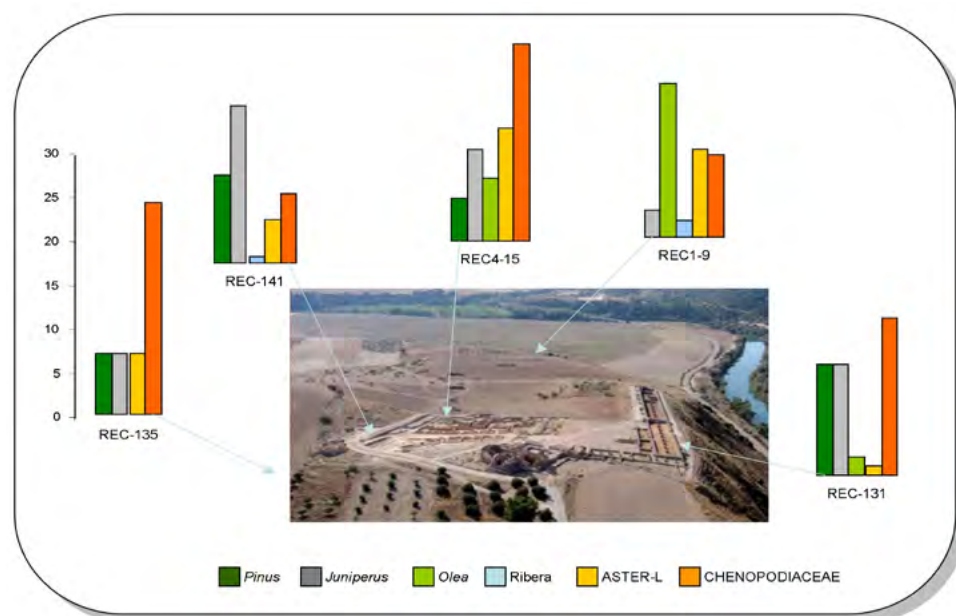 30
25
20
15
10
5
0
REC-135
REC-141
REC4-15
REC1-9
REC-131
Pinus Juniperus Olea Ribera ASTER-L CHENOPODIACEAE